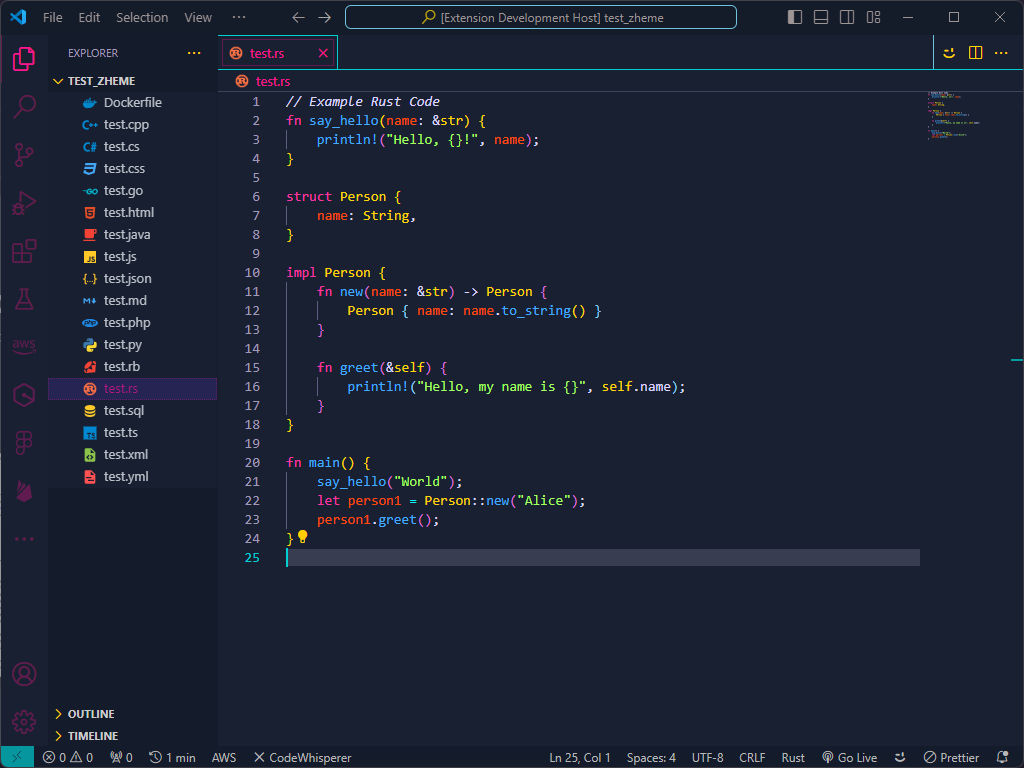 File Edit Selection View ··· [Extension Development Host] test_zheme
EXPLORER ···
TEST_ZHEME
Dockerfile
C++ test.cpp
C# test.cs
test.css
GO test.go
test.html
test.java
JS test.js
{..} test.json
M↓ test.md
php test.php
test.py
test.rb
test.rs
test.sql
TS test.ts
test.xml
test.yml
OUTLINE
TIMELINE
aws
test.rs
test.rs
1 // Example Rust Code
2 fn say_hello(name: &str) {
3 println!("Hello, {}!", name);
4 }
5
6 struct Person {
7 name: String,
8 }
9
10 impl Person {
11 fn new(name: &str) -> Person {
12 Person { name: name.to_string() }
13 }
14
15 fn greet(&self) {
16 println!("Hello, my name is {}", self.name);
17 }
18 }
19
20 fn main() {
21 say_hello("World");
22 let person1 = Person::new("Alice");
23 person1.greet();
24 }
25
0 0 0 1 min AWS CodeWhisperer Ln 25, Col 1 Spaces: 4 UTF-8 CRLF Rust Go Live Prettier